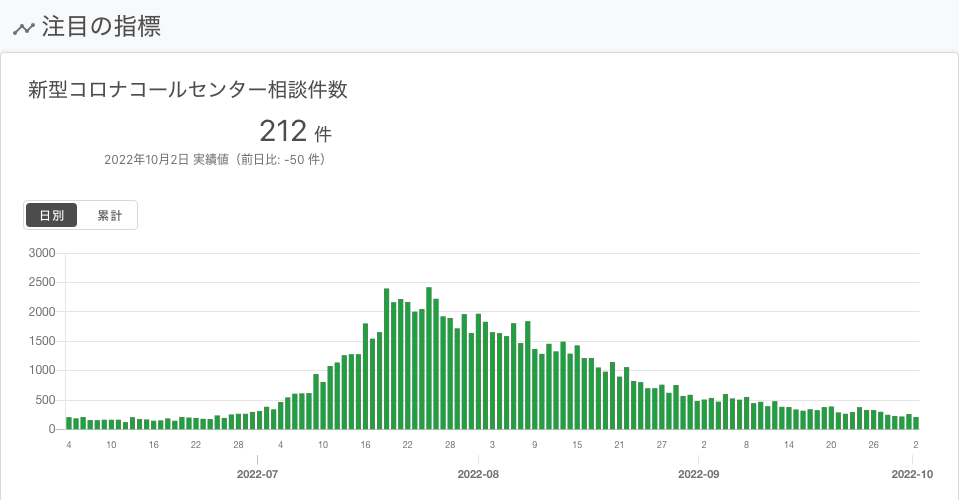 注目の指標
新型コロナコールセンター相談件数
212 件
2022年10月2日 実績値（前日比: -50 件）
日別 累計
3000
2500
2000
1500
1000
500
0
4 10 16 22 28 4 10 16 22 28 3 9 15 21 27 2 8 14 20 26 2
2022-07 2022-08 2022-09 2022-10